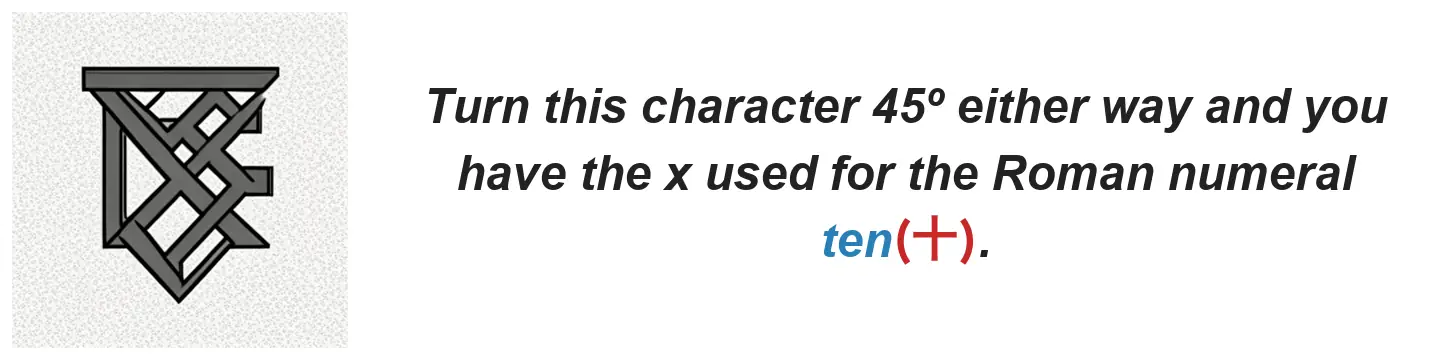 Turn this character 45º either way and you
have the x used for the Roman numeral
ten(十).